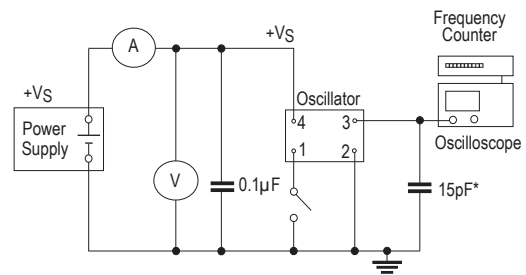 Frequency
Counter
A
+VS
Oscillator
+VS
4
3
Power
Supply
1
2
Oscilloscope
V
0.1µF
15pF*